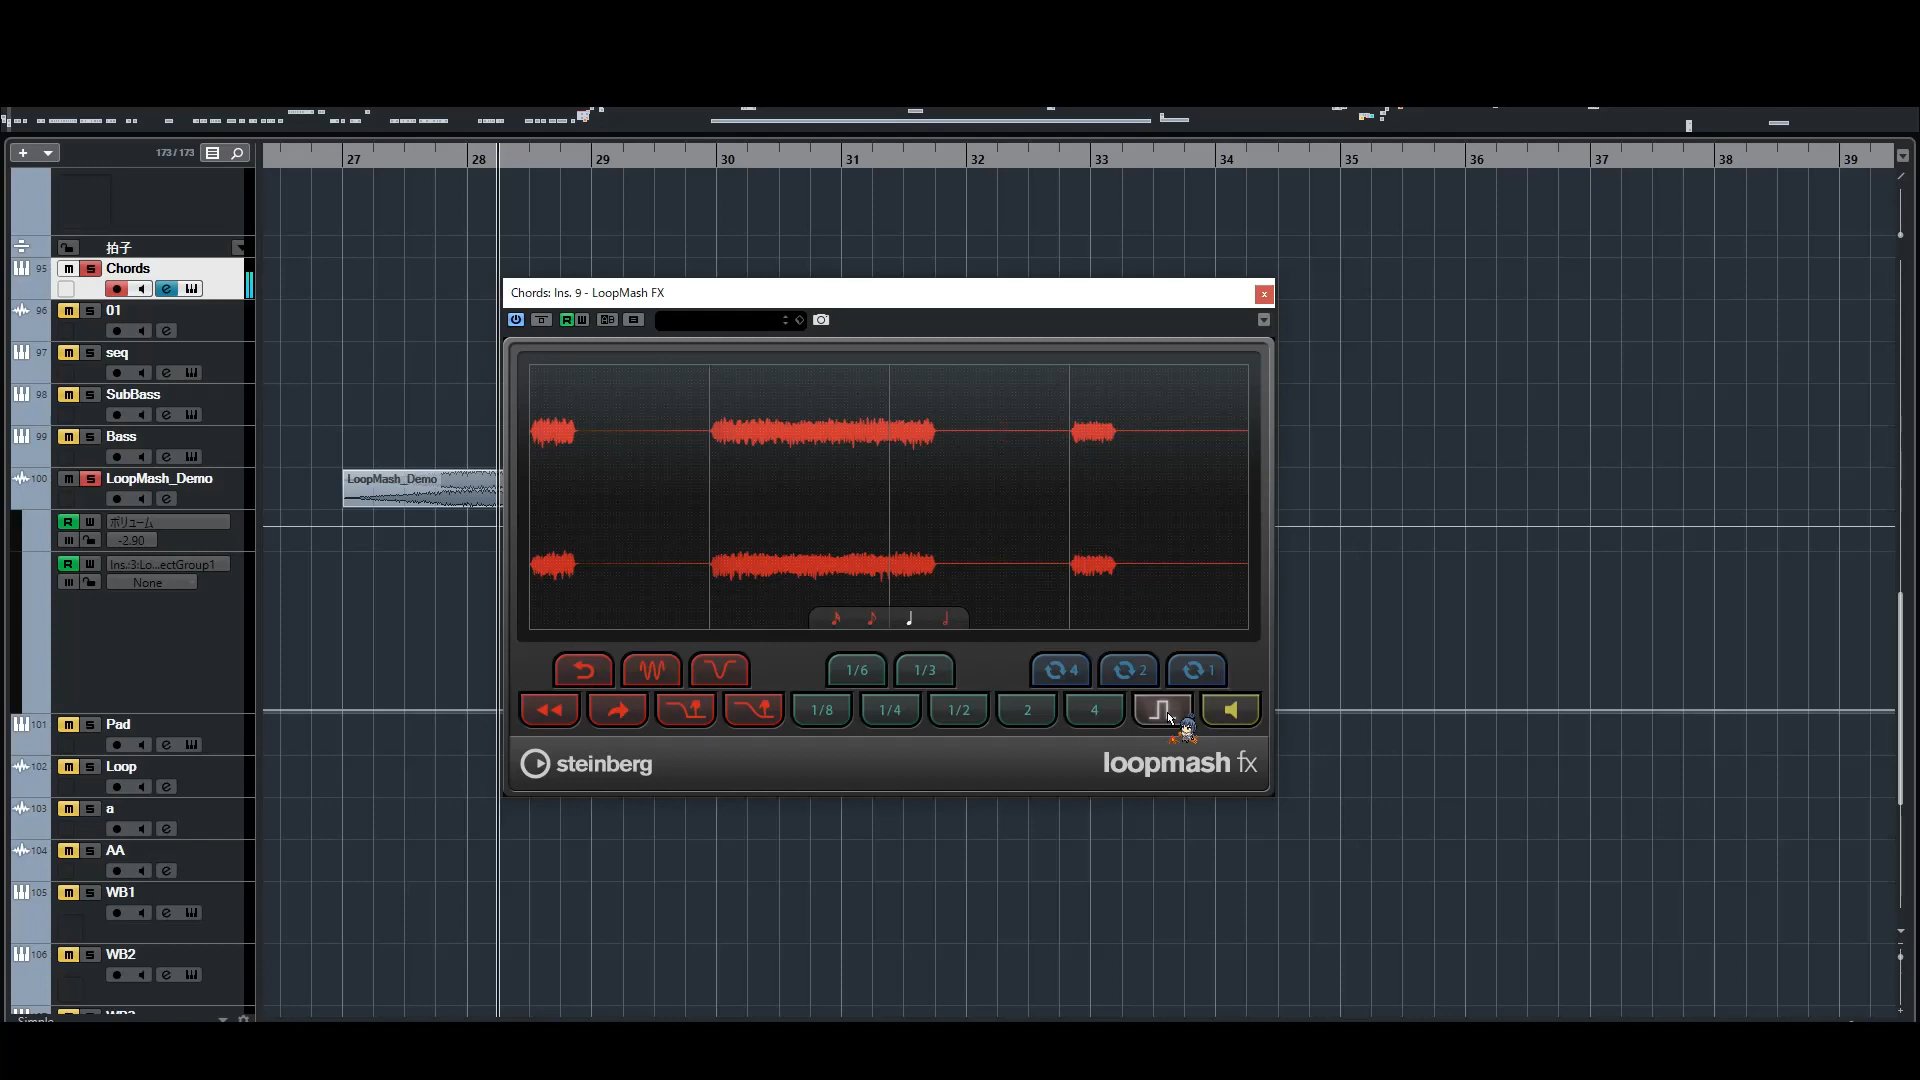 173 / 173
27 28 29 30 31 32 33 34 35 36 37 38 39
拍子
95 Chords
96 01
97 seq
98 SubBass
99 Bass
100 LoopMash_Demo
R W ボリューム
-2.90
R W Ins.:3:Lo...ectGroup1
None
101 Pad
102 Loop
103 a
104 AA
105 WB1
106 WB2
Simple
LoopMash_Demo
Chords: Ins. 9 - LoopMash FX
R W AB
1/6 1/3 4 2 1
1/8 1/4 1/2 2 4
steinberg
loopmash fx